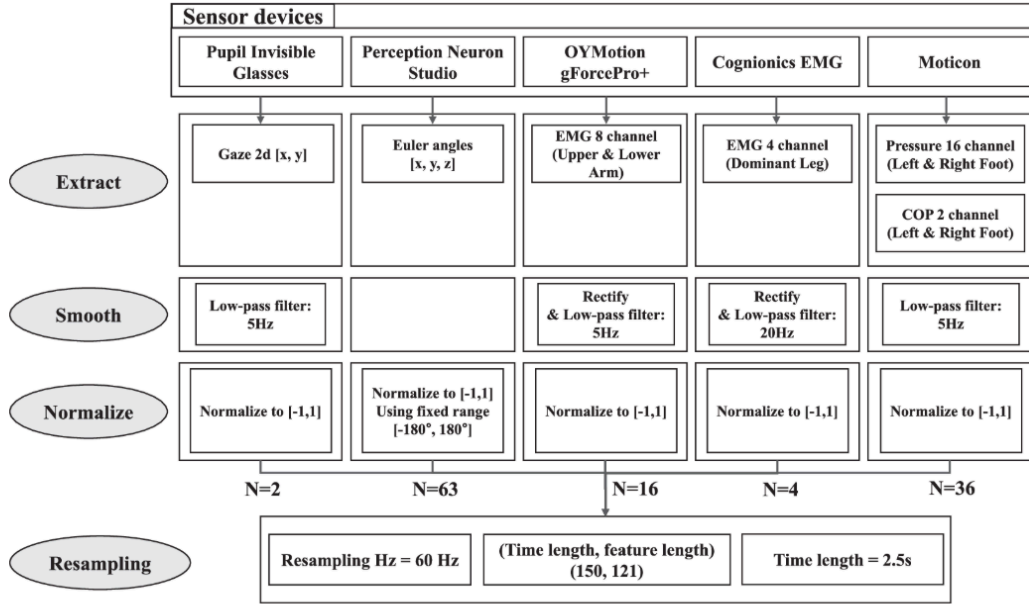 Sensor devices
Pupil Invisible
Glasses
Perception Neuron
Studio
OYMotion
gForcePro+
Cognionics EMG
Moticon
Extract
Gaze 2d [x, y]
Euler angles
[x, y, z]
EMG 8 channel
(Upper & Lower
Arm)
EMG 4 channel
(Dominant Leg)
Pressure 16 channel
(Left & Right Foot)
COP 2 channel
(Left & Right Foot)
Smooth
Low-pass filter:
5Hz
Rectify
& Low-pass filter:
5Hz
Rectify
& Low-pass filter:
20Hz
Low-pass filter:
5Hz
Normalize
Normalize to [-1,1]
Normalize to [-1,1]
Using fixed range
[-180°, 180°]
Normalize to [-1,1]
Normalize to [-1,1]
Normalize to [-1,1]
N=2
N=63
N=16
N=4
N=36
Resampling
Resampling Hz = 60 Hz
(Time length, feature length)
(150, 121)
Time length = 2.5s